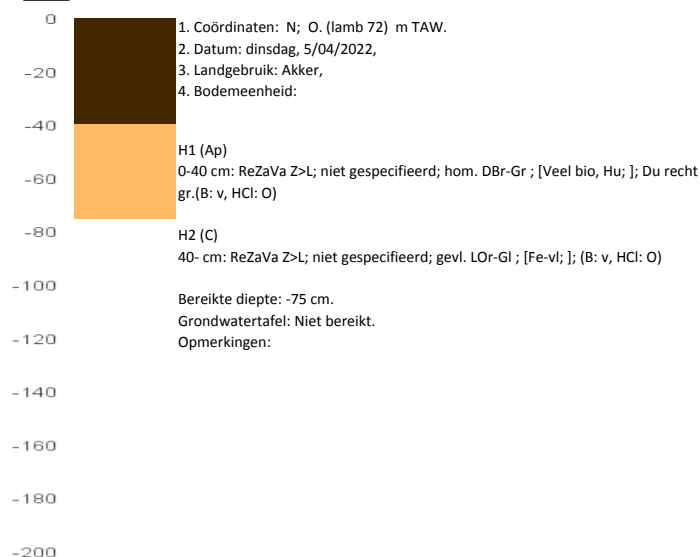 0
-20
-40
-60
-80
-100
-120
-140
-160
-180
-200
1. Coördinaten:  N;  O. (lamb 72)  m TAW.
2. Datum: dinsdag, 5/04/2022,
3. Landgebruik: Akker,
4. Bodemeenheid:
H1 (Ap)
0-40 cm: ReZaVa Z>L; niet gespecifieerd; hom. DBr-Gr ; [Veel bio, Hu; ]; Du recht
gr.(B: v, HCl: O)
H2 (C)
40- cm: ReZaVa Z>L; niet gespecifieerd; gevl. LOr-Gl ; [Fe-vl; ]; (B: v, HCl: O)
Bereikte diepte: -75 cm.
Grondwatertafel: Niet bereikt.
Opmerkingen: